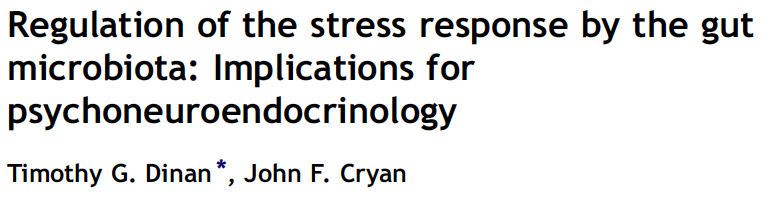 Regulation of the stress response by the gut
microbiota: Implications for
psychoneuroendocrinology
Timothy G. Dinan*, John F. Cryan